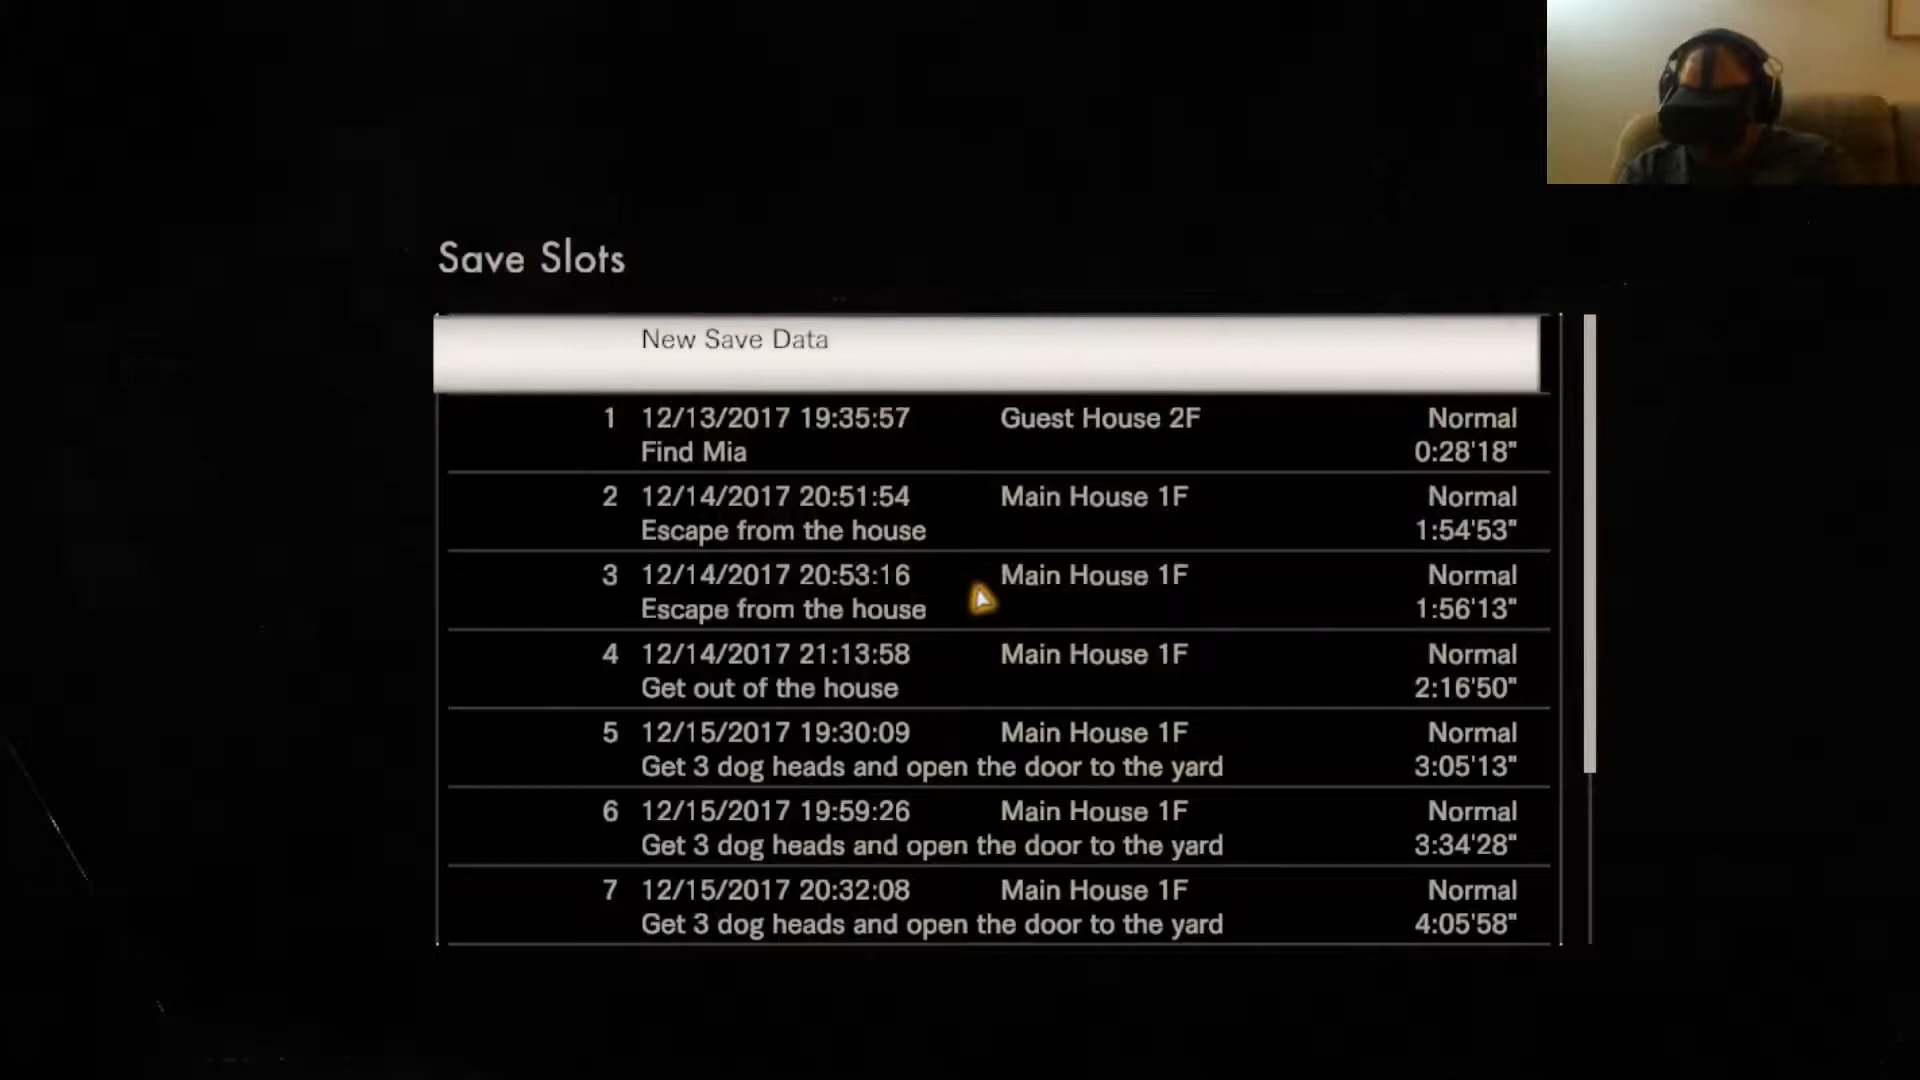 Save Slots
New Save Data
1 12/13/2017 19:35:57 Guest House 2F Normal
Find Mia 0:28'18"
2 12/14/2017 20:51:54 Main House 1F Normal
Escape from the house 1:54'53"
3 12/14/2017 20:53:16 Main House 1F Normal
Escape from the house 1:56'13"
4 12/14/2017 21:13:58 Main House 1F Normal
Get out of the house 2:16'50"
5 12/15/2017 19:30:09 Main House 1F Normal
Get 3 dog heads and open the door to the yard 3:05'13"
6 12/15/2017 19:59:26 Main House 1F Normal
Get 3 dog heads and open the door to the yard 3:34'28"
7 12/15/2017 20:32:08 Main House 1F Normal
Get 3 dog heads and open the door to the yard 4:05'58"